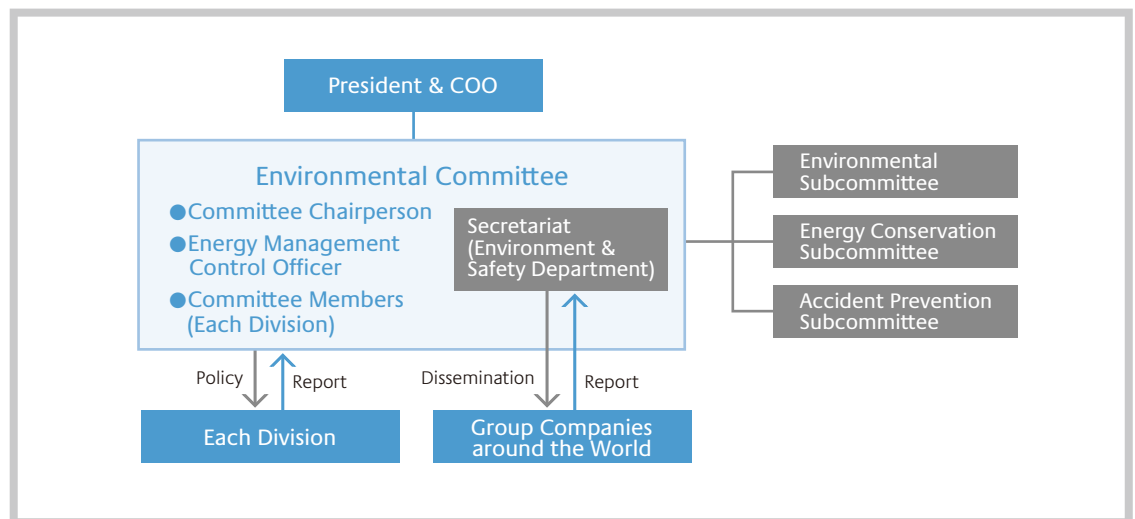 President & COO
Environmental Committee
●Committee Chairperson
●Energy Management
Control Officer
●Committee Members
(Each Division)
Secretariat
(Environment &
Safety Department)
Environmental
Subcommittee
Energy Conservation
Subcommittee
Accident Prevention
Subcommittee
Policy
Report
Dissemination
Report
Each Division
Group Companies
around the World